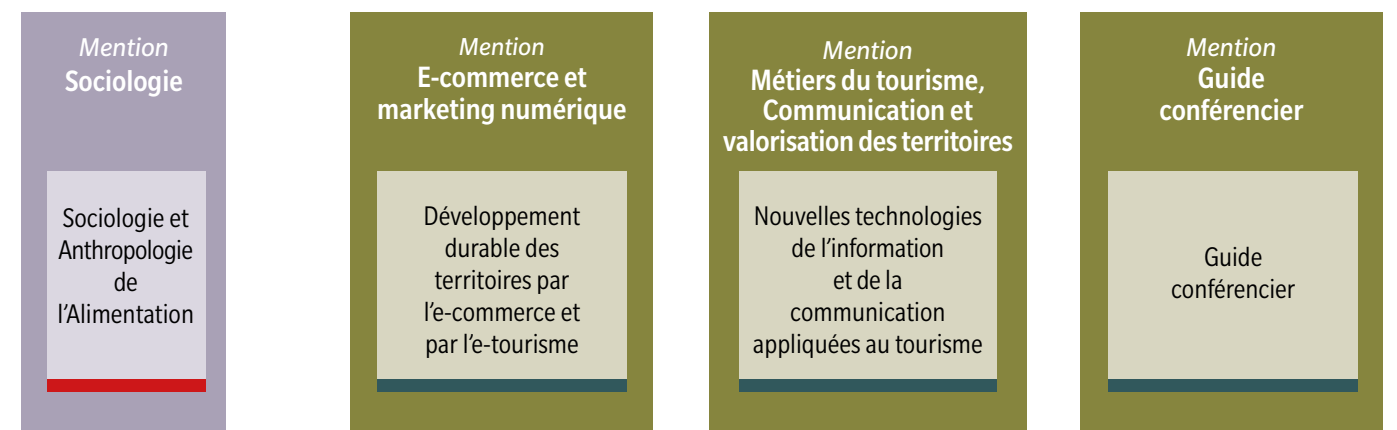 Mention
Sociologie
Sociologie et
Anthropologie
de
l'Alimentation
Mention
E-commerce et
marketing numérique
Développement
durable des
territoires par
l'e-commerce et
par l'e-tourisme
Mention
Métiers du tourisme,
Communication et
valorisation des territoires
Nouvelles technologies
de l'information
et de la
communication
appliquées au tourisme
Mention
Guide
conférencier
Guide
conférencier